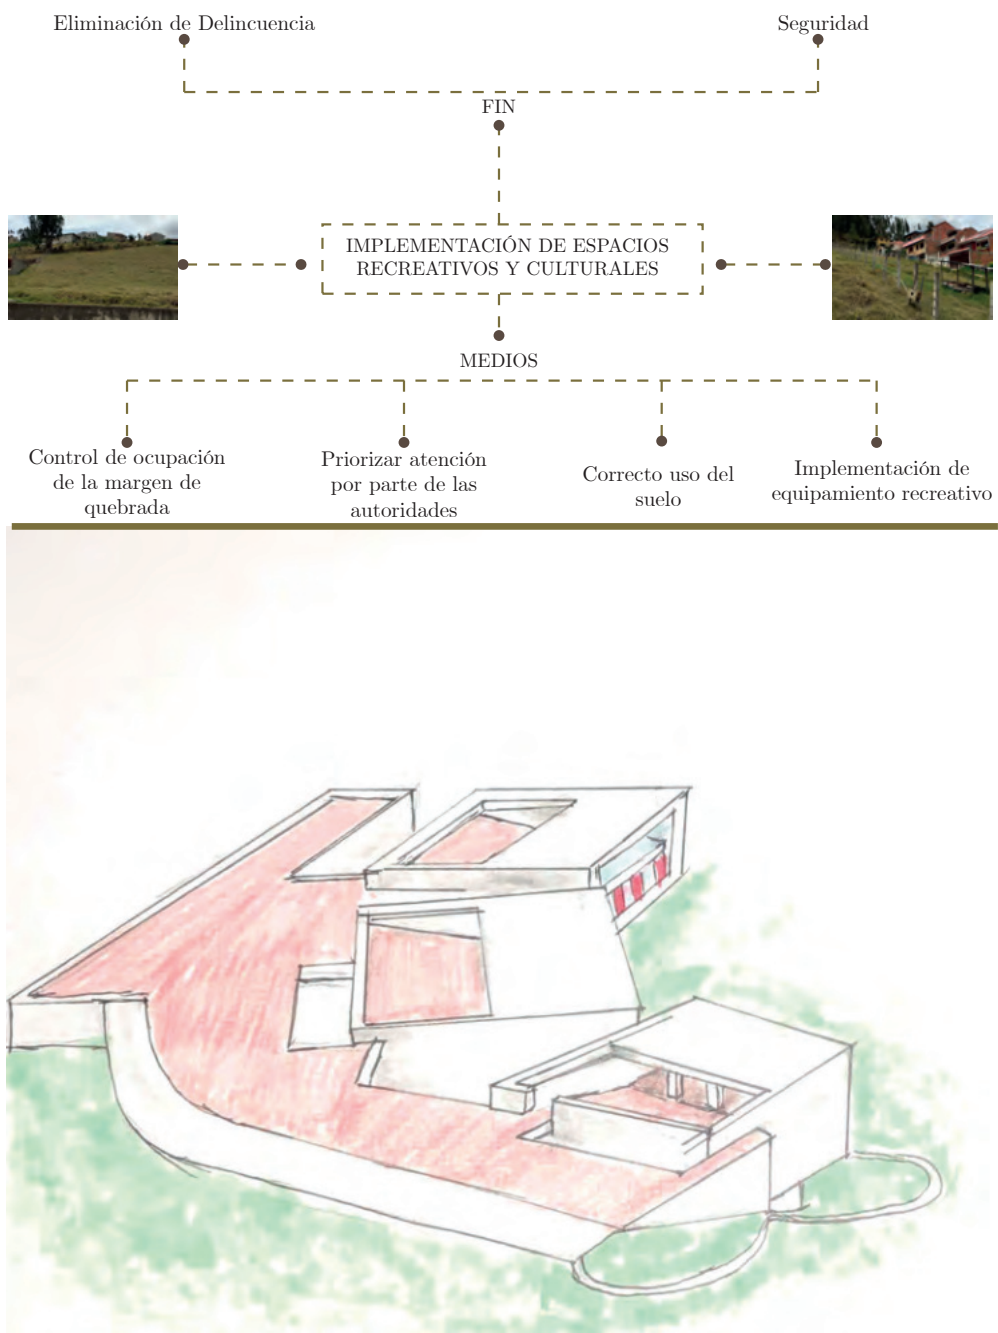 Eliminación de Delincuencia
Seguridad
FIN
IMPLEMENTACIÓN DE ESPACIOS
RECREATIVOS Y CULTURALES
MEDIOS
Control de ocupación
de la margen de
quebrada
Priorizar atención
por parte de las
autoridades
Correcto uso del
suelo
Implementación de
equipamiento recreativo